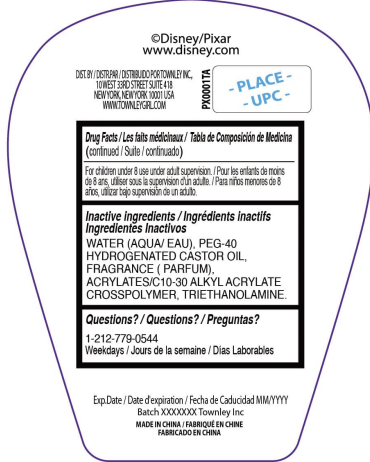 ©Disney/Pixar
www.disney.com
DIST. BY / DISTR.PAR / DISTRIBUIDO POR TOWNLEY INC.,
10 WEST 33RD STREET SUITE 418
NEW YORK, NEW YORK 10001 USA
WWW.TOWNLEYGIRL.COM
PX0001TA
- PLACE -
- UPC -
Drug Facts / Les faits médicinaux / Tabla de Composición de Medicina
(continued / Suite / continuado)
For children under 8 use under adult supervision. / Pour les enfants de moins
de 8 ans, utiliser sous la supervision d'un adulte. / Para niños menores de 8
años, utilizar bajo supervisión de un adulto.
Inactive ingredients / Ingrédients inactifs
Ingredientes Inactivos
WATER (AQUA/ EAU), PEG-40
HYDROGENATED CASTOR OIL,
FRAGRANCE ( PARFUM),
ACRYLATES/C10-30 ALKYL ACRYLATE
CROSSPOLYMER, TRIETHANOLAMINE.
Questions? / Questions? / Preguntas?
1-212-779-0544
Weekdays / Jours de la semaine / Días Laborables
Exp.Date / Date d'expiration / Fecha de Caducidad MM/YYYY
Batch XXXXXXX Townley Inc
MADE IN CHINA / FABRIQUÉ EN CHINE
FABRICADO EN CHINA